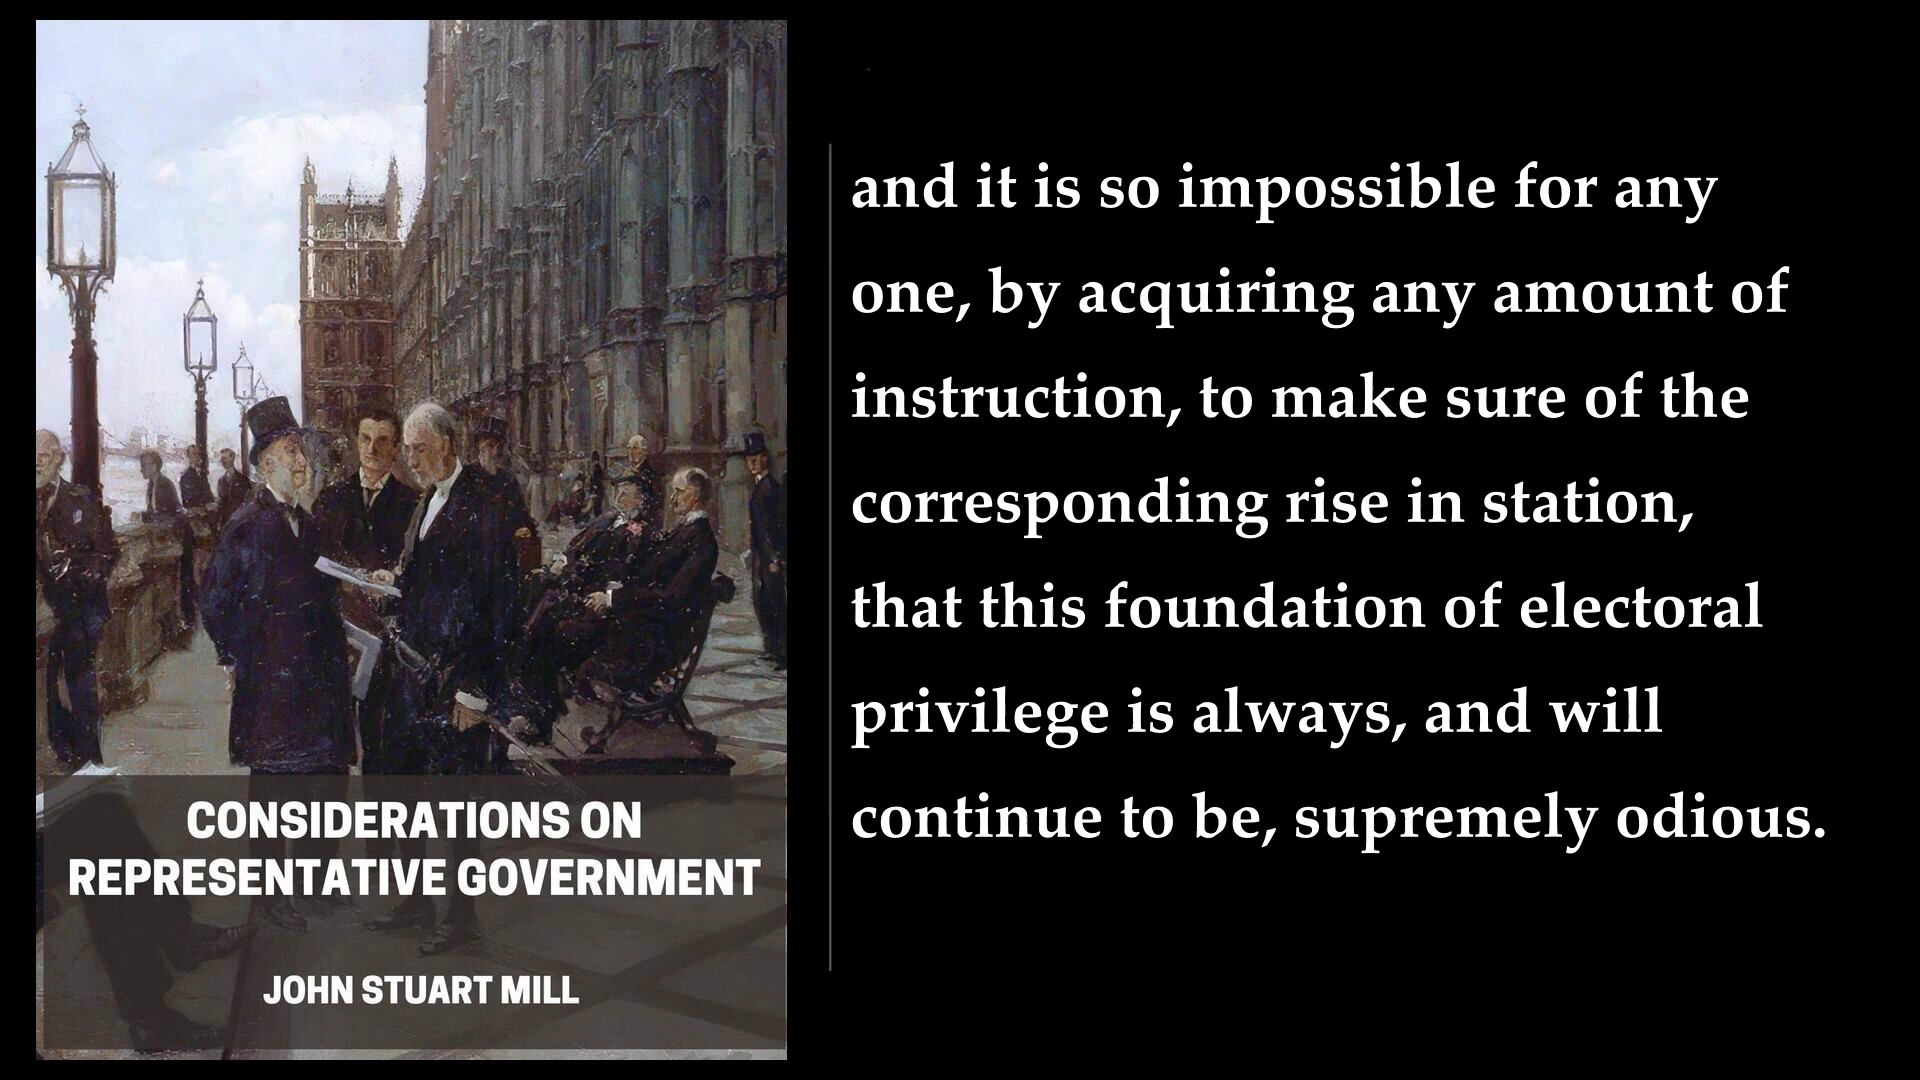 CONSIDERATIONS ON
REPRESENTATIVE GOVERNMENT
JOHN STUART MILL
and it is so impossible for any
one, by acquiring any amount of
instruction, to make sure of the
corresponding rise in station,
that this foundation of electoral
privilege is always, and will
continue to be, supremely odious.